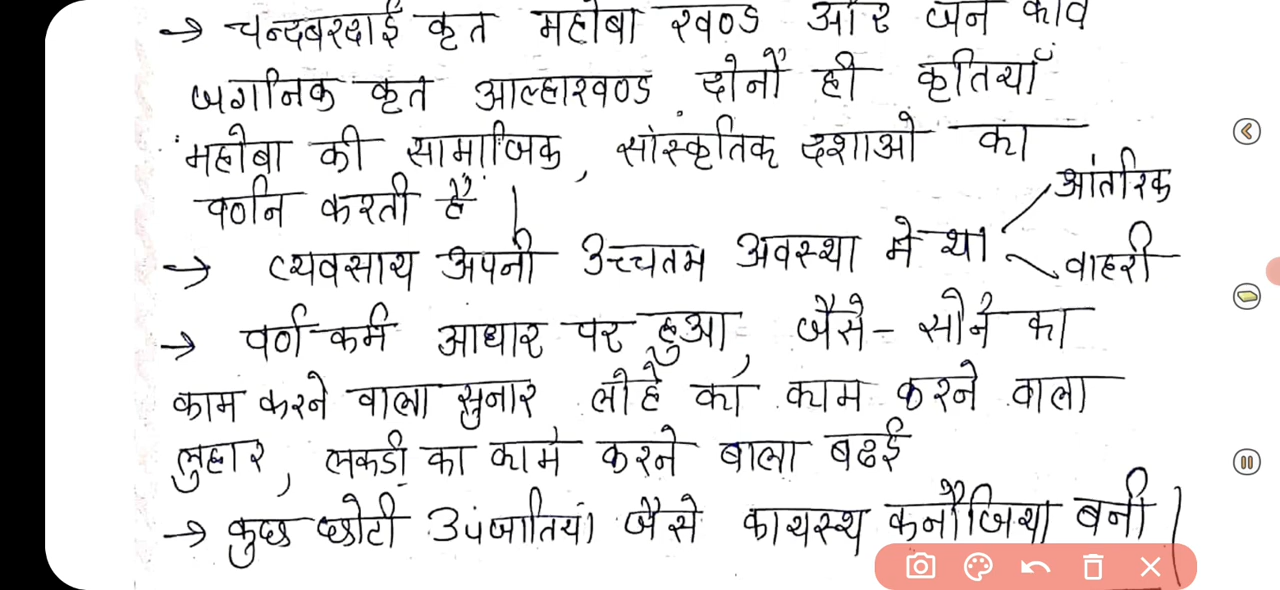 → चन्दबरदाई कृत महोबा खण्ड और जन कवि
जगनिक कृत आल्हाखण्ड दोनों ही कृतियाँ
महोबा की सामाजिक, सांस्कृतिक दशाओ का
वर्णन करती हैं |
आंतरिक
→ व्यवसाय अपनी उच्चतम अवस्था में था
वाहरी
→ वर्ण-कर्म आधार पर हुआ, जैसे - सोने का
काम करने वाला सुनार लोहे का काम करने वाला
लुहार, लकडी का काम करने बाला बढई
→ कुछ छोटी उपजातियां जैसे कायस्थ कनौजिया बनी |